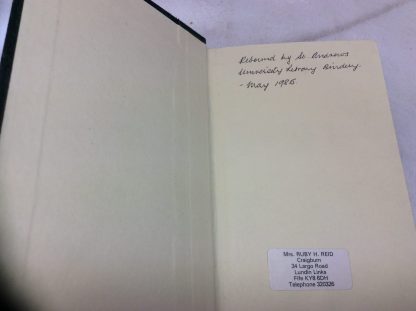 Rebound by St. Andrews
University Library Bindery.
- May 1986.
Mrs. RUBY H. REID
Craigburn
34 Largo Road
Lundin Links
Fife KY8 6DH
Telephone 320326